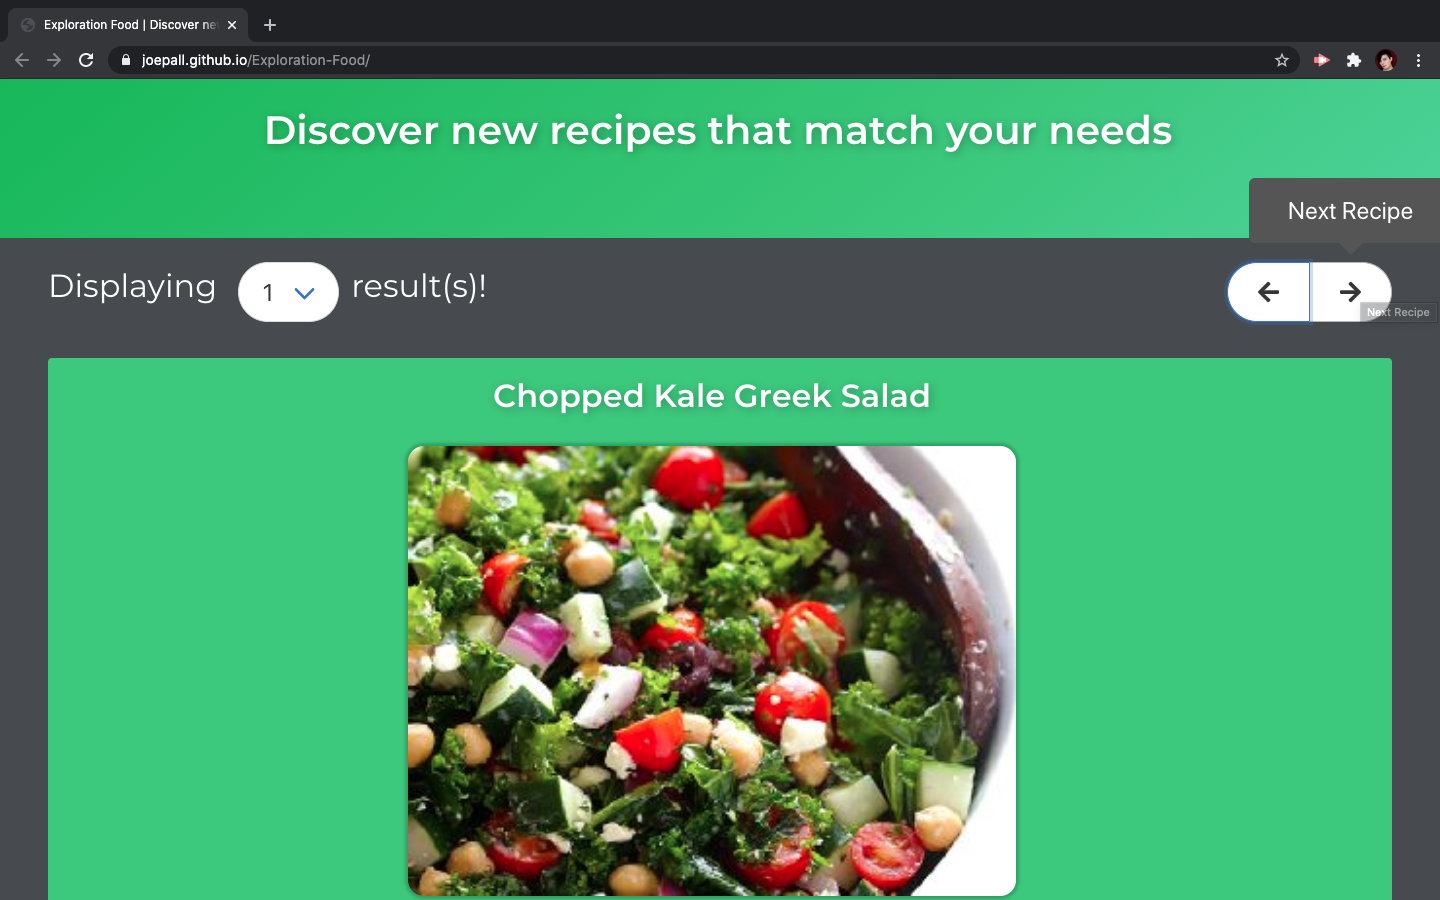 Exploration Food | Discover ne
joepall.github.io/Exploration-Food/
Discover new recipes that match your needs
Next Recipe
Displaying 1 result(s)!
Next Recipe
Chopped Kale Greek Salad